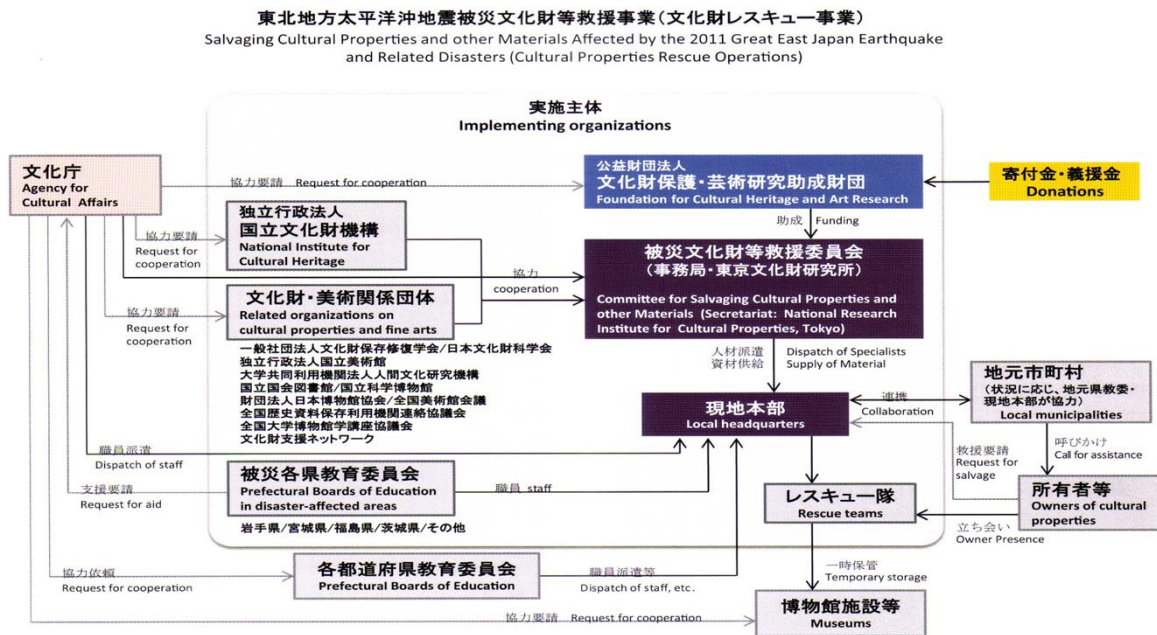 東北地方太平洋沖地震被災文化財等救援事業(文化財レスキュー事業)
Salvaging Cultural Properties and other Materials Affected by the 2011 Great East Japan Earthquake
and Related Disasters (Cultural Properties Rescue Operations)
実施主体
Implementing organizations
文化庁
Agency for
Cultural Affairs
協力要請 Request for cooperation
公益財団法人
文化財保護・芸術研究助成財団
Foundation for Cultural Heritage and Art Research
寄付金・義援金
Donations
協力要請
Request for
cooperation
独立行政法人
国立文化財機構
National Institute for
Cultural Heritage
助成 Funding
協力
cooperation
被災文化財等救援委員会
(事務局・東京文化財研究所)
Committee for Salvaging Cultural Properties and
other Materials (Secretariat: National Research
Institute for Cultural Properties, Tokyo)
協力要請
Request for
cooperation
文化財・美術関係団体
Related organizations on
cultural properties and fine arts
一般社団法人文化財保存修復学会/日本文化財科学会
独立行政法人国立美術館
大学共同利用機関法人人間文化研究機構
国立国会図書館/国立科学博物館
財団法人日本博物館協会/全国美術館会議
全国歴史資料保存利用機関連絡協議会
全国大学博物館学講座協議会
文化財支援ネットワーク
人材派遣
資材供給
Dispatch of Specialists
Supply of Material
現地本部
Local headquarters
連携
Collaboration
地元市町村
(状況に応じ、地元県教委・
現地本部が協力)
Local municipalities
職員派遣
Dispatch of staff
支援要請
Request for aid
被災各県教育委員会
Prefectural Boards of Education
in disaster-affected areas
職員 staff
岩手県/宮城県/福島県/茨城県/その他
救援要請
Request for
salvage
呼びかけ
Call for assistance
レスキュー隊
Rescue teams
所有者等
Owners of cultural
properties
立ち会い
Owner Presence
協力依頼
Request for cooperation
各都道府県教育委員会
Prefectural Boards of Education
職員派遣等
Dispatch of staff, etc.
一時保管
Temporary storage
協力要請 Request for cooperation
博物館施設等
Museums